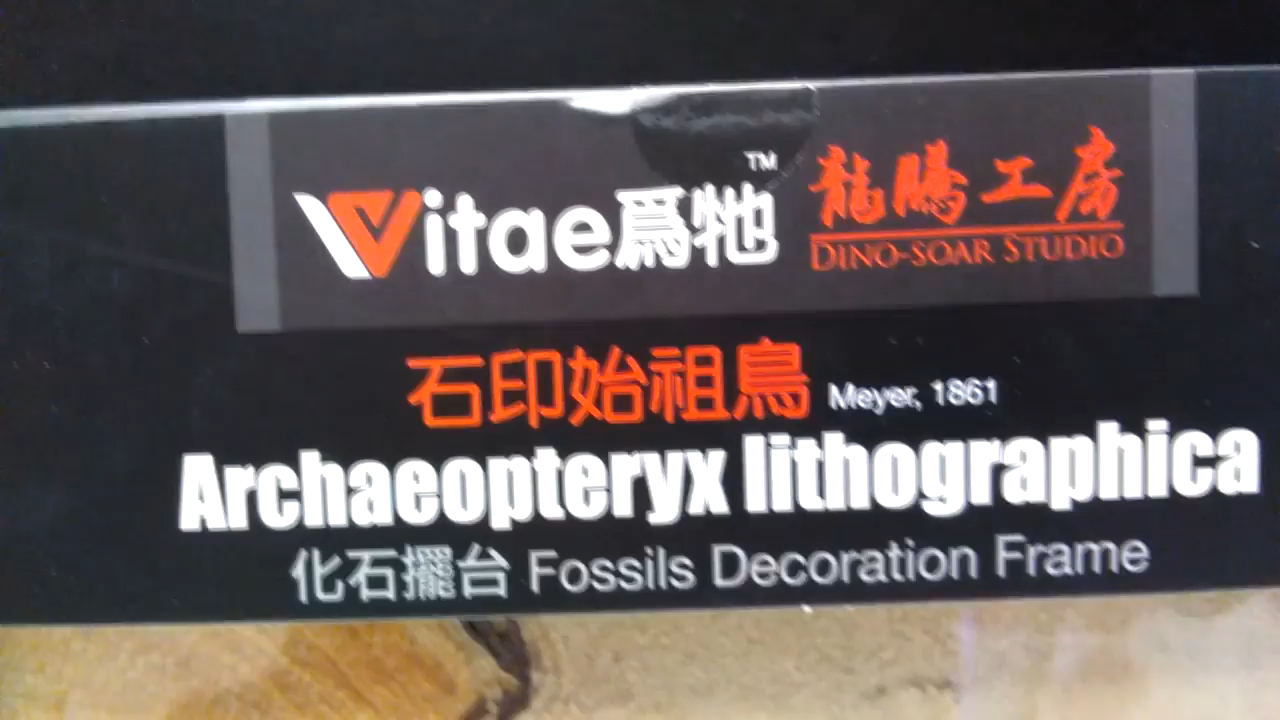 Vitae爲牠™ 龍騰工房
DINO-SOAR STUDIO
石印始祖鳥 Meyer, 1861
Archaeopteryx lithographica
化石擺台 Fossils Decoration Frame